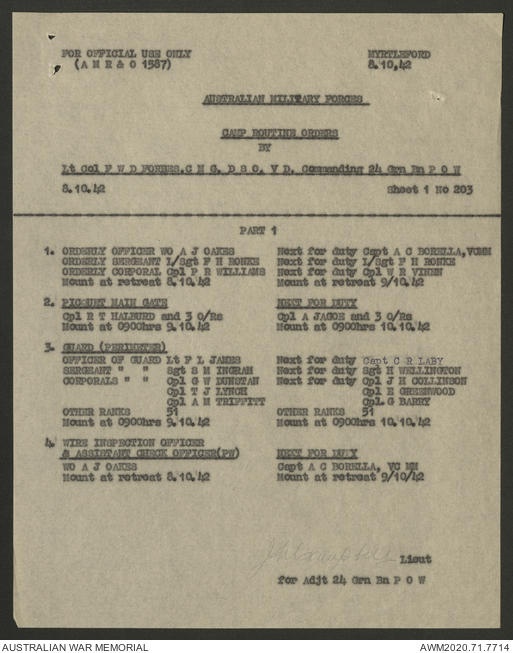 FOR OFFICIAL USE ONLY
(A M R & O 1587)
MYRTLEFORD
8.10.42
AUSTRALIAN MILITARY FORCES
CAMP ROUTINE ORDERS
BY
Lt Col F W D FORBES.C M G, D S O, V D, Commanding 24 Grn Bn P O W
8.10.42 Sheet 1 No 203
PART 1
1. ORDERLY OFFICER WO A J OAKES Next for duty Capt A C BORELLA,VCMM
ORDERLY SERGEANT L/Sgt F H RONKE Next for duty L/Sgt F H RONKE
ORDERLY CORPORAL Cpl P R WILLIAMS Next for duty Cpl W R VINEN
Mount at retreat 8.10.42 Mount at retreat 9/10.42
2. PICQUET MAIN GATE NEXT FOR DUTY
Cpl R T HALBURD and 3 O/Rs Cpl A JAGOE and 3 O/Rs
Mount at 0900hrs 9.10.42 Mount at 0900hrs 10.10.42
3. GUARD (PERIMETER)
OFFICER OF GUARD Lt F L JAMES Next for duty Capt C R LABY
SERGEANT " " Sgt S M INGRAM Next for duty Sgt H WELLINGTON
CORPORALS " " Cpl G W DUNSTAN Next for duty Cpl J H COLLINSON
Cpl T J LYNCH Cpl E GREENWOOD
Cpl A M TRIFFITT Cpl G BARRY
OTHER RANKS 51 OTHER RANKS 51
Mount at 0900hrs 9.10.42 Mount at 0900hrs 10.10.42
4. WIRE INSPECTION OFFICER
& ASSISTANT CHECK OFFICER(PW) NEXT FOR DUTY
WO A J OAKES Capt A C BORELLA, VC MM
Mount at retreat 8.10.42 Mount at retreat 9/10/42
Lieut
for Adjt 24 Grn Bn P O W
AUSTRALIAN WAR MEMORIAL AWM2020.71.7714